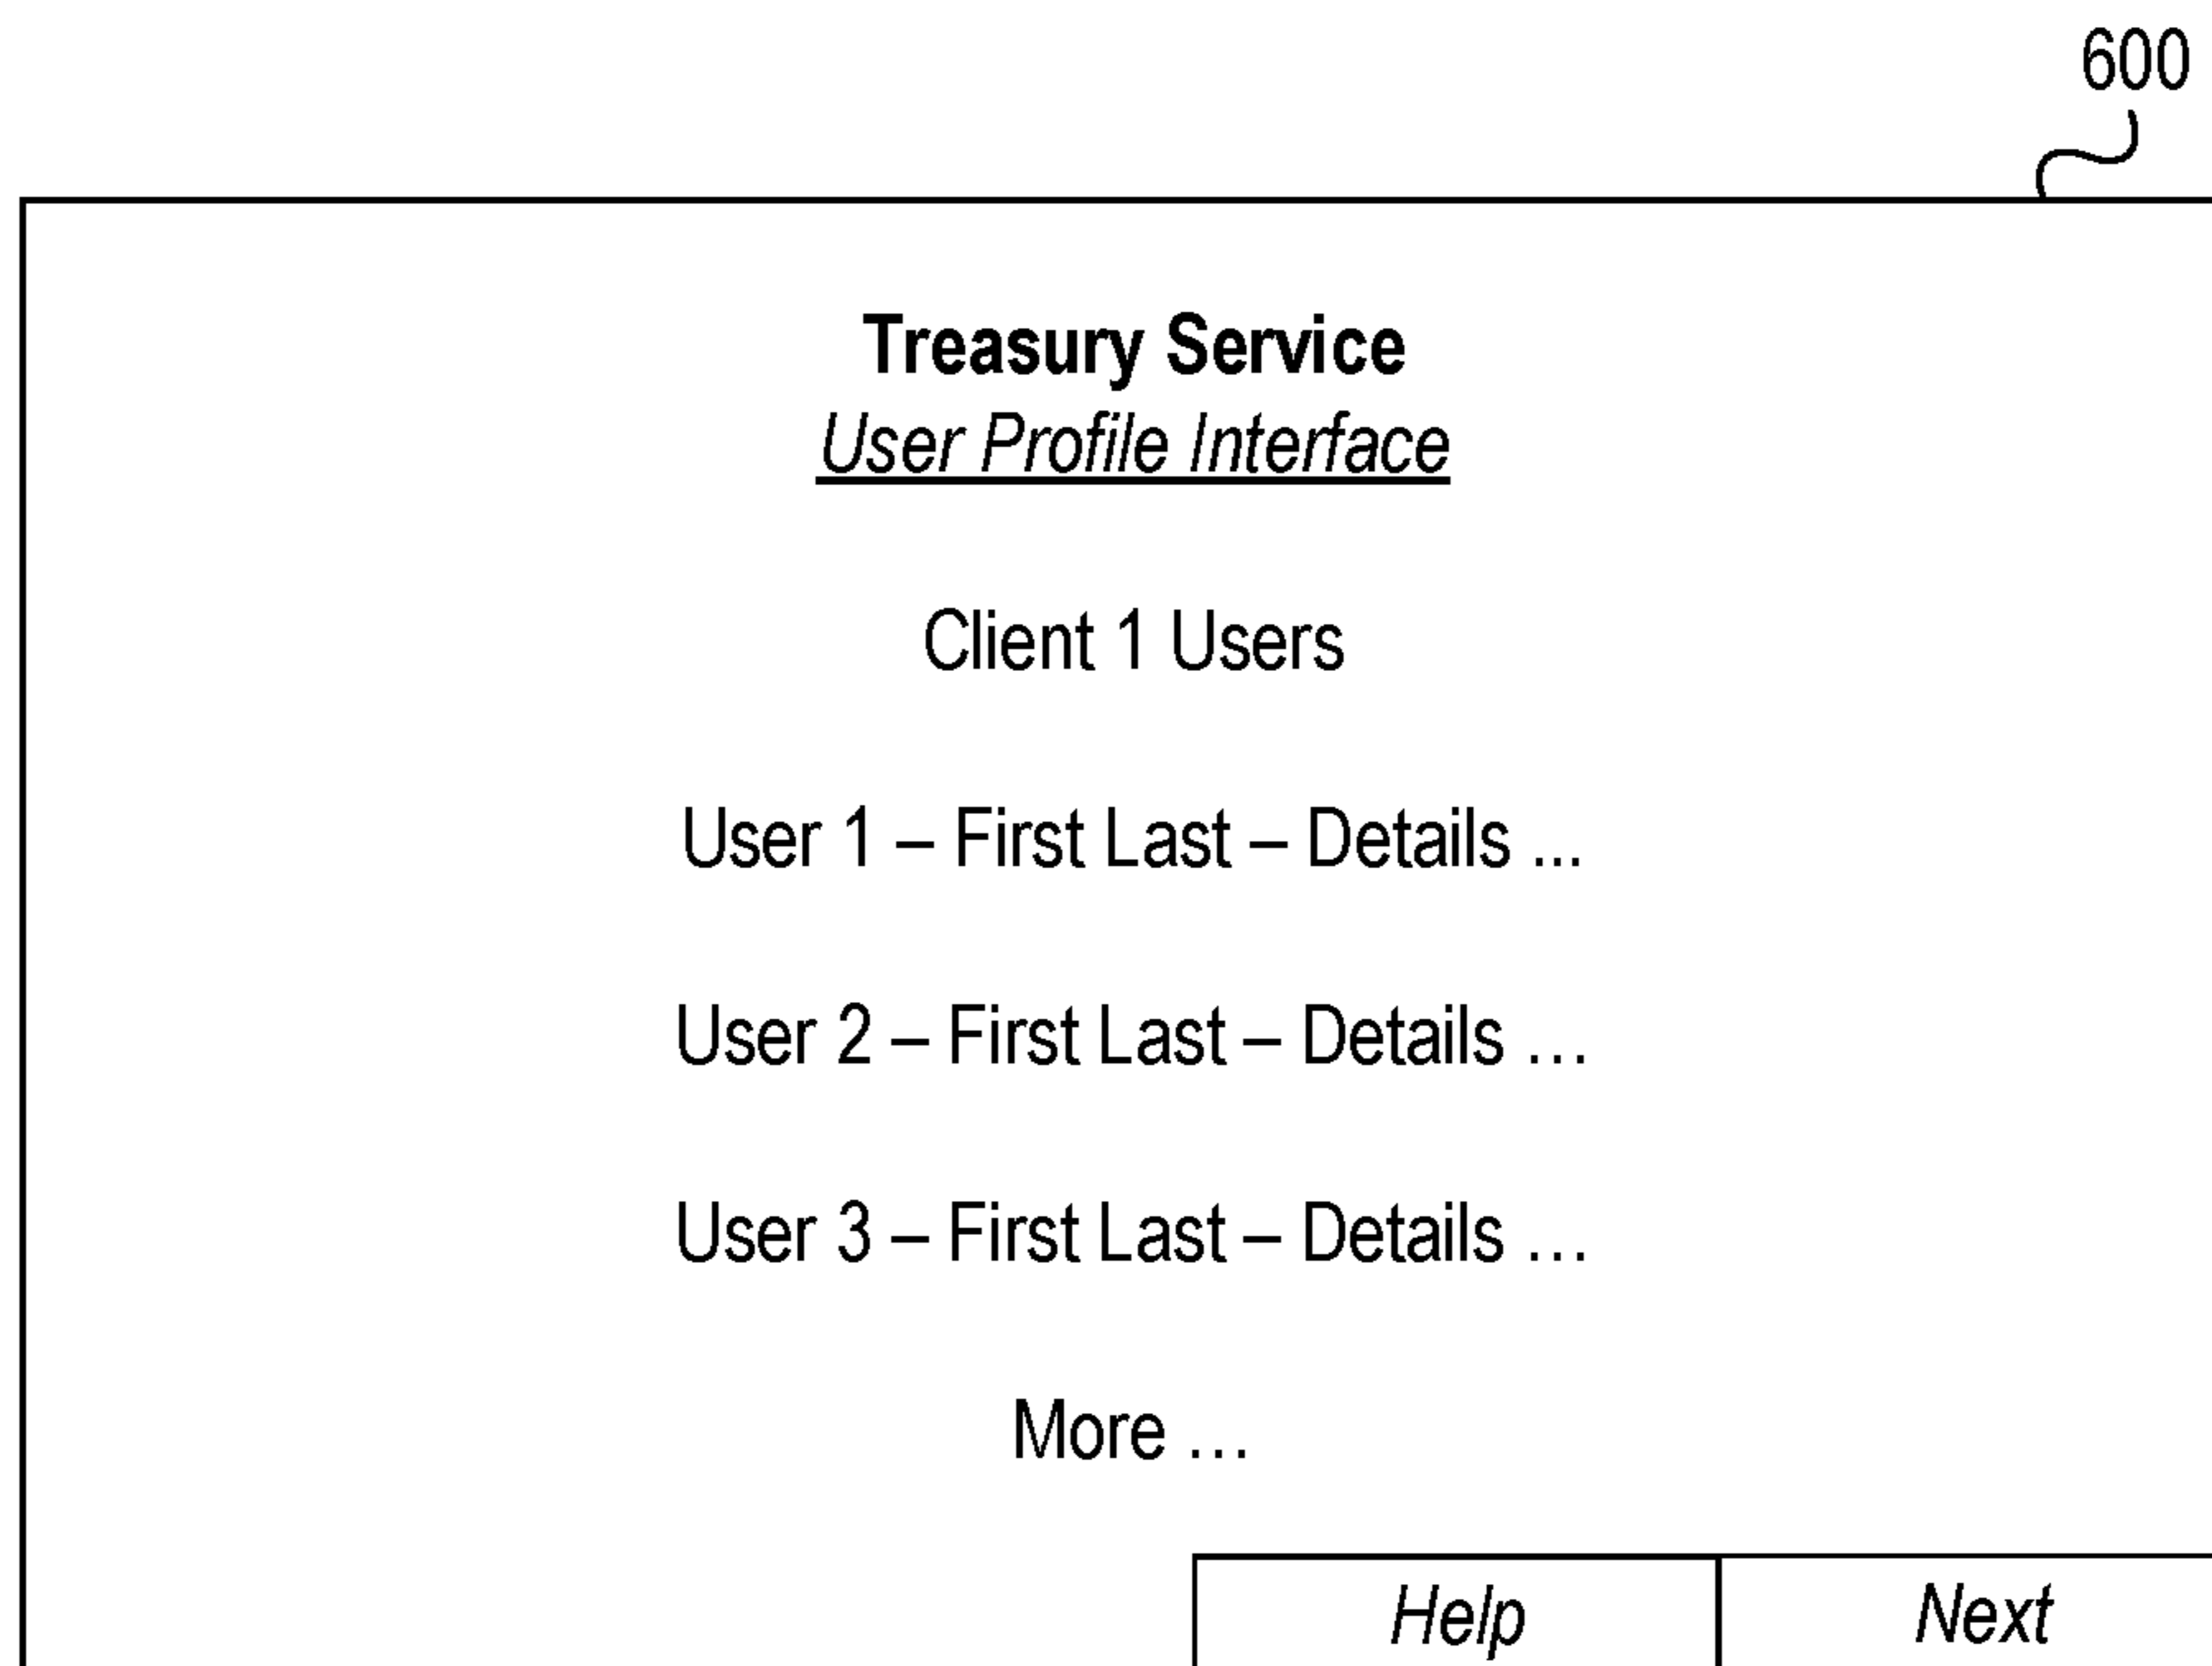 600
Treasury Service
User Profile Interface
Client 1 Users
User 1 – First Last – Details ...
User 2 – First Last – Details …
User 3 – First Last – Details …
More …
Help
Next